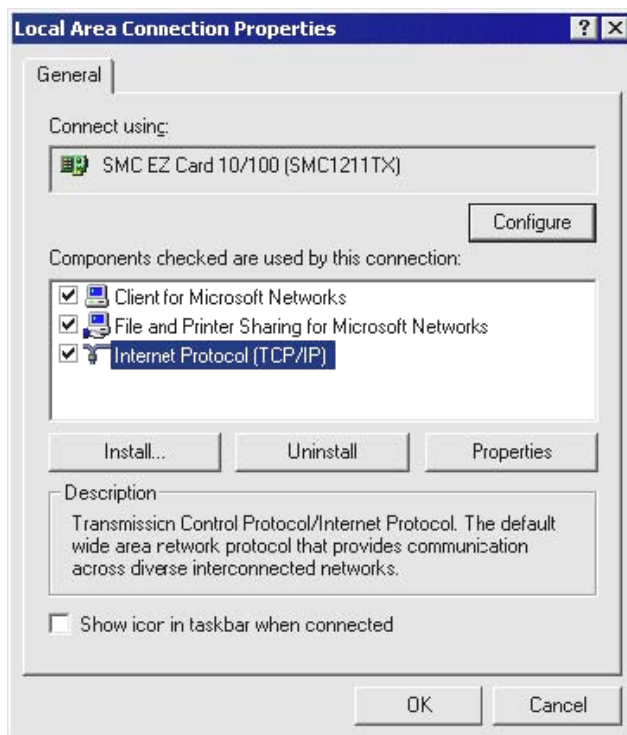 Local Area Connection Properties
General
Connect using:
SMC EZ Card 10/100 (SMC1211TX)
Configure
Components checked are used by this connection:
Client for Microsoft Networks
File and Printer Sharing for Microsoft Networks
Internet Protocol (TCP/IP)
Install... Uninstall Properties
Description
Transmission Control Protocol/Internet Protocol. The default
wide area network protocol that provides communication
across diverse interconnected networks.
Show icon in taskbar when connected
OK Cancel